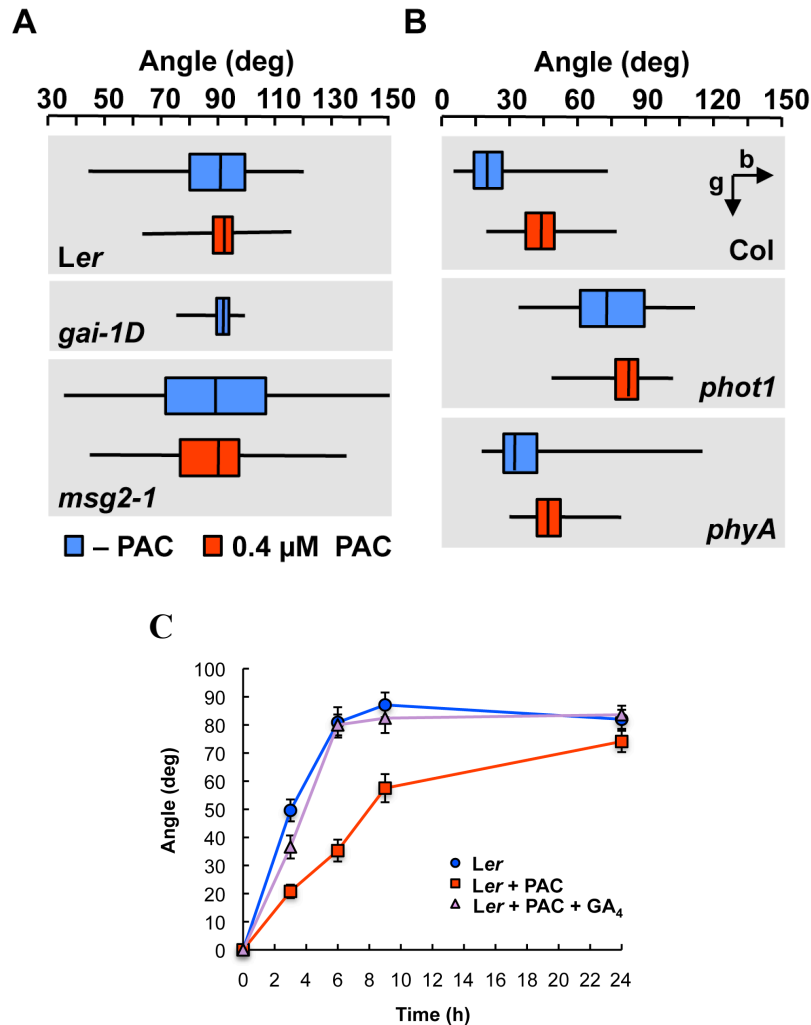 A
Angle (deg)
30 50 70 90 110 130 150
Ler
gai-1D
msg2-1
– PAC 0.4 µM PAC
B
Angle (deg)
0 30 60 90 120 150
b
g
Col
phot1
phyA
C
Angle (deg)
100
90
80
70
60
50
40
30
20
10
0
0 2 4 6 8 10 12 14 16 18 20 22 24
Time (h)
Ler
Ler + PAC
Ler + PAC + GA4